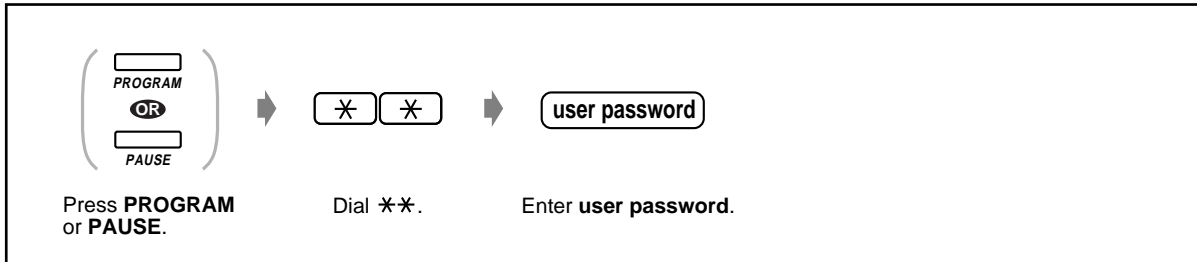 PROGRAM
OR
PAUSE
✳ ✳
user password
Press PROGRAM
or PAUSE.
Dial ✳✳.
Enter user password.